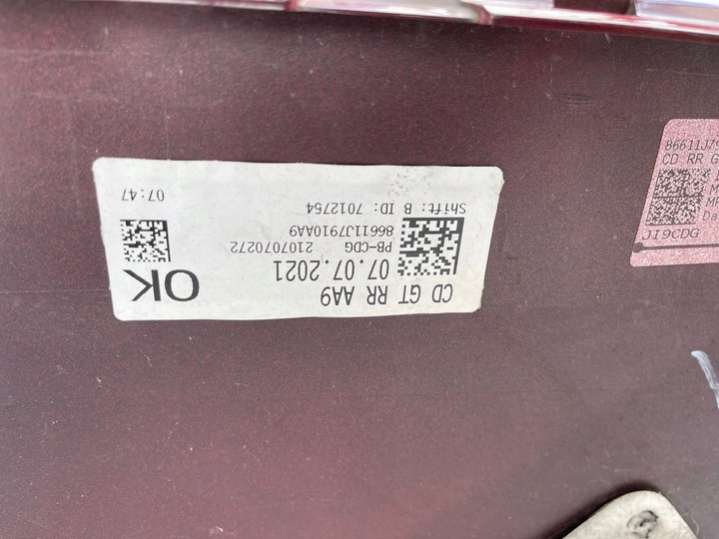 CD GT RR AA9
07.07.2021
OK
PB-CDG 2107070272
86611J7910AA9
Shift: B ID: 7012754
07:47
CD RR
JI9CDG